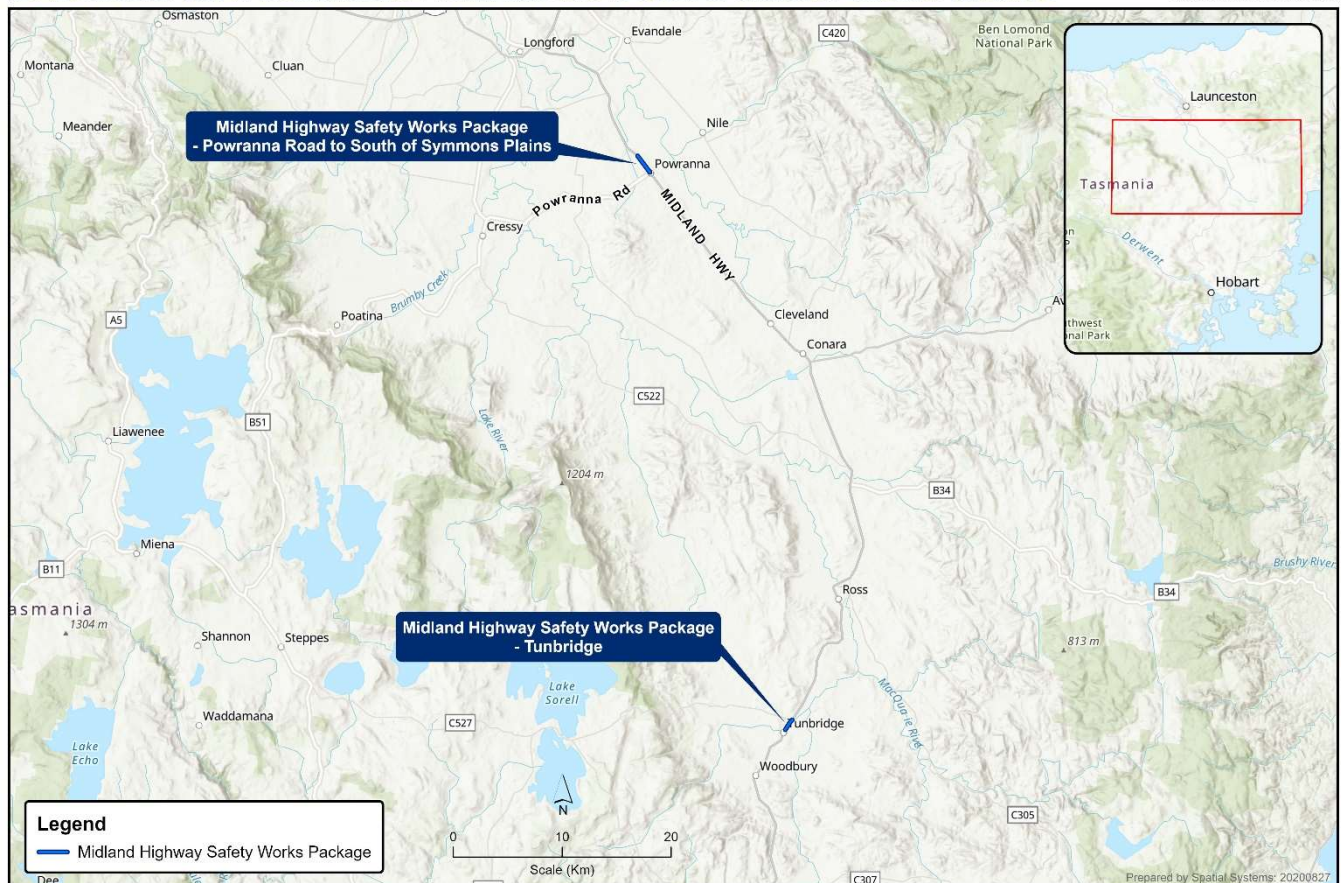 Osmaston
Evandale
C420
Ben Lomond
National Park
Longford
Montana
Cluan
Launceston
Midland Highway Safety Works Package
- Powranna Road to South of Symmons Plains
Meander
Nile
Powranna
Tasmania
Powranna Rd
MIDLAND HWY
Cressy
Derwent
Hobart
Brumby Creek
Poatina
A5
Cleveland
Conara
C522
B51
Liawenee
Lake River
1204 m
B34
Miena
B11
Brushy River
Ross
B34
asmania
1304 m
Shannon
Steppes
Midland Highway Safety Works Package
- Tunbridge
813 m
Lake
Sorell
MacQua ie River
Waddamana
C527
unbridge
Lake
Echo
Woodbury
N
C305
Legend
Midland Highway Safety Works Package
0 10 20
Scale (Km)
Dee
C307
Prepared by Spatial Systems: 20200827